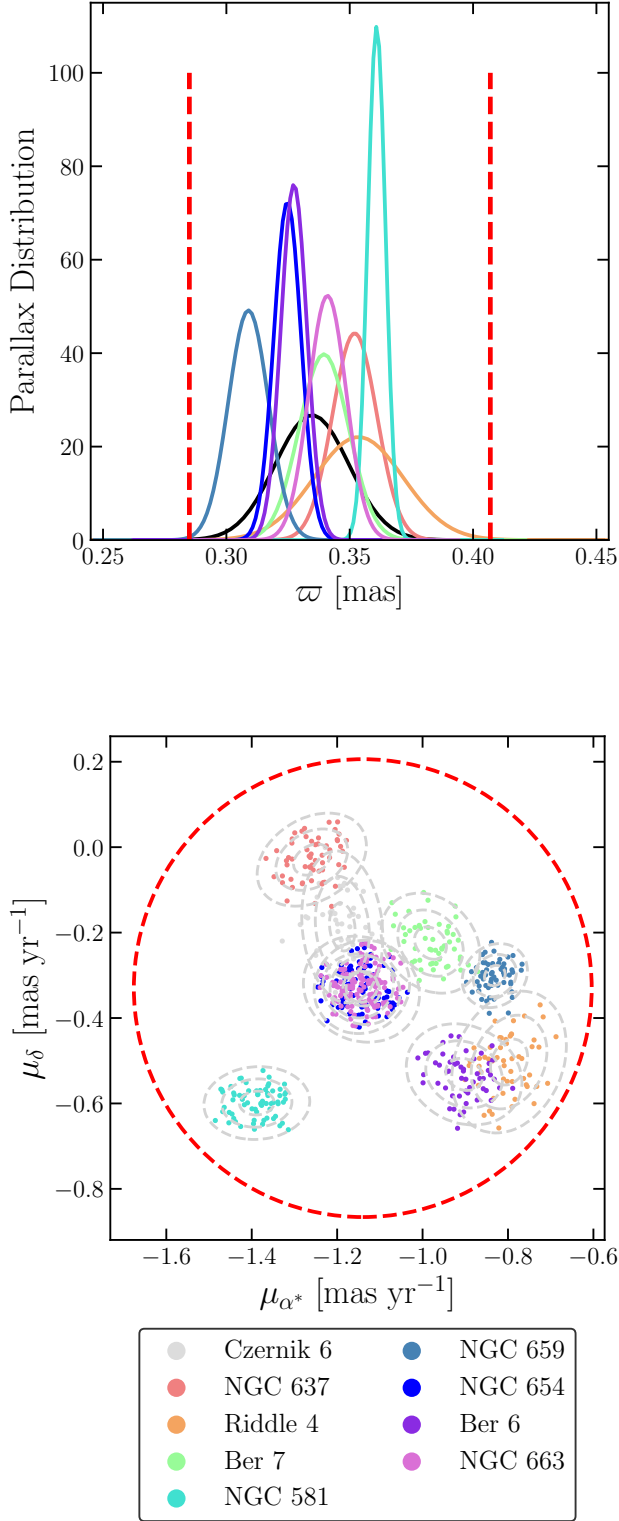 100
80
60
40
20
0
Parallax Distribution
0.25 0.30 0.35 0.40 0.45
ϖ [mas]
0.2
0.0
−0.2
−0.4
−0.6
−0.8
μδ [mas yr⁻¹]
−1.6 −1.4 −1.2 −1.0 −0.8 −0.6
μα* [mas yr⁻¹]
Czernik 6 NGC 659
NGC 637 NGC 654
Riddle 4 Ber 6
Ber 7 NGC 663
NGC 581